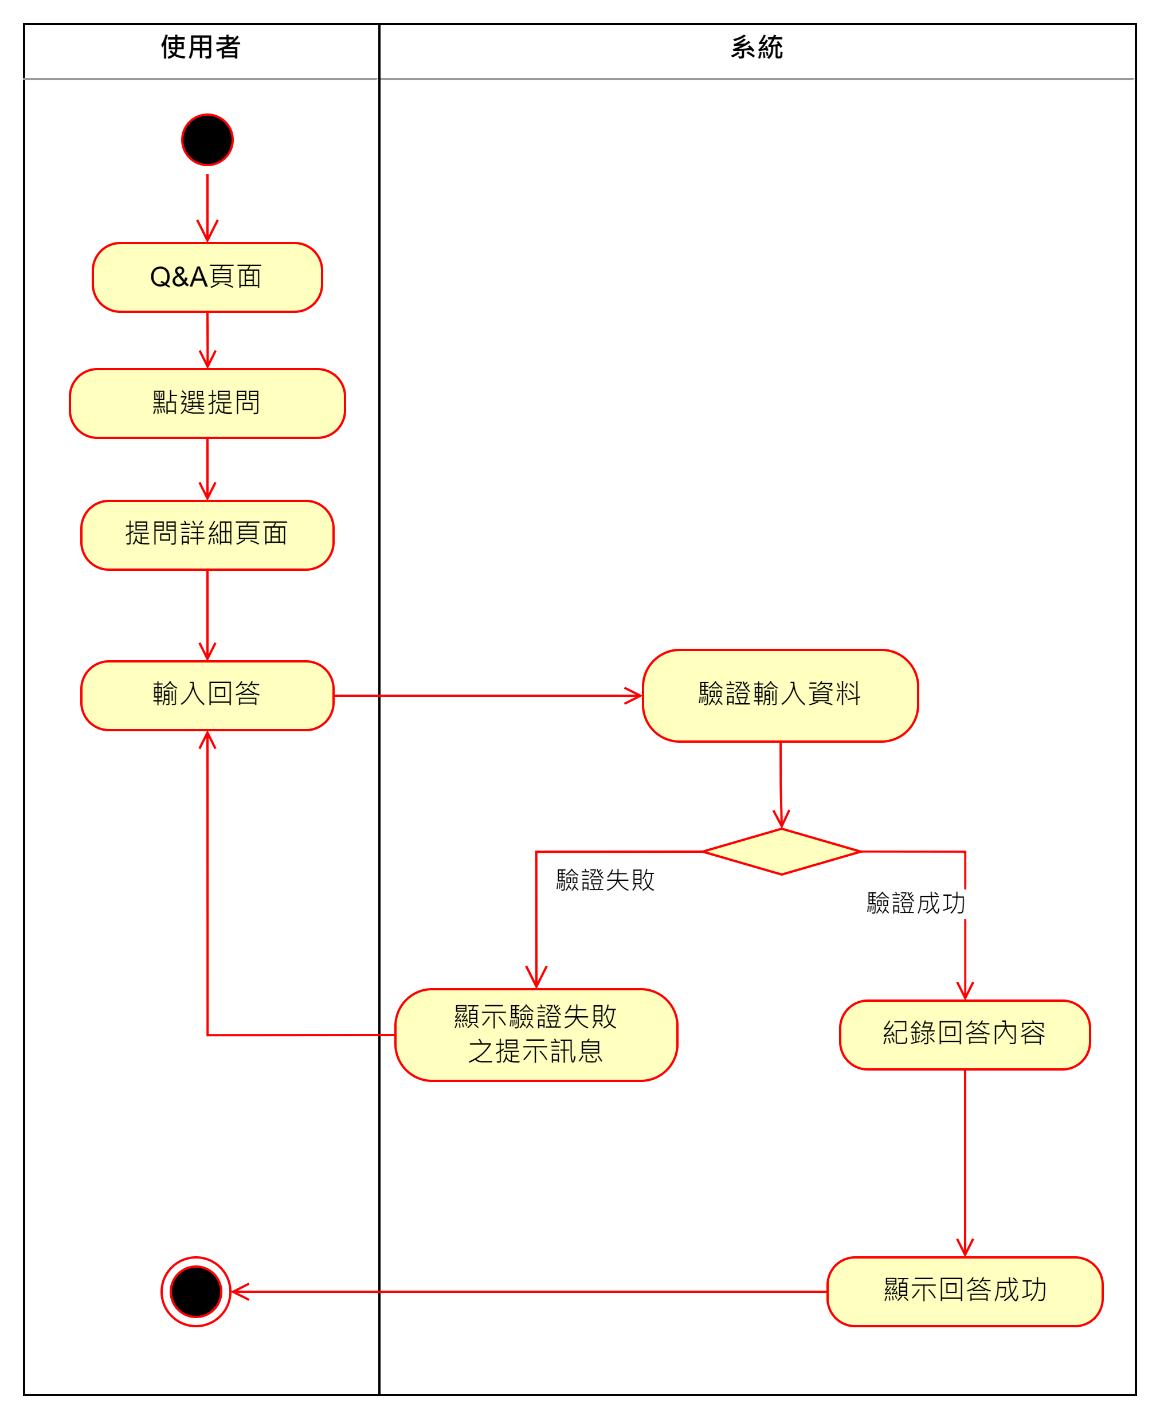 使用者
系統
Q&A頁面
點選提問
提問詳細頁面
輸入回答
驗證輸入資料
驗證失敗
驗證成功
顯示驗證失敗
之提示訊息
紀錄回答內容
顯示回答成功